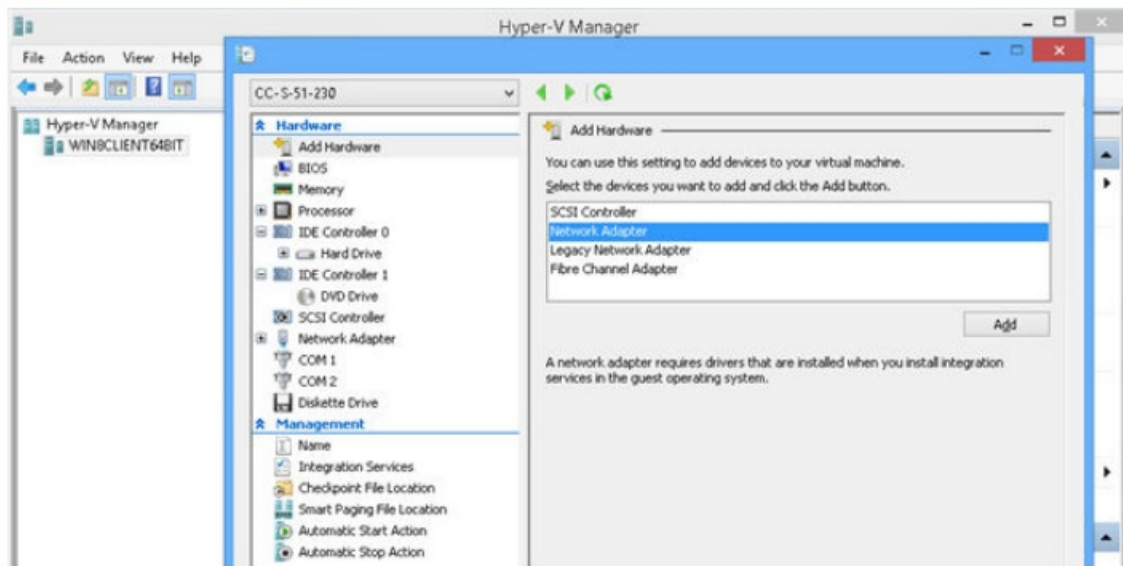 Hyper-V Manager
File Action View Help
Hyper-V Manager
WIN8CLIENT64BIT
CC-S-51-230
Hardware
Add Hardware
BIOS
Memory
Processor
IDE Controller 0
Hard Drive
IDE Controller 1
DVD Drive
SCSI Controller
Network Adapter
COM 1
COM 2
Diskette Drive
Management
Name
Integration Services
Checkpoint File Location
Smart Paging File Location
Automatic Start Action
Automatic Stop Action
Add Hardware
You can use this setting to add devices to your virtual machine.
Select the devices you want to add and click the Add button.
SCSI Controller
Network Adapter
Legacy Network Adapter
Fibre Channel Adapter
Add
A network adapter requires drivers that are installed when you install integration
services in the guest operating system.